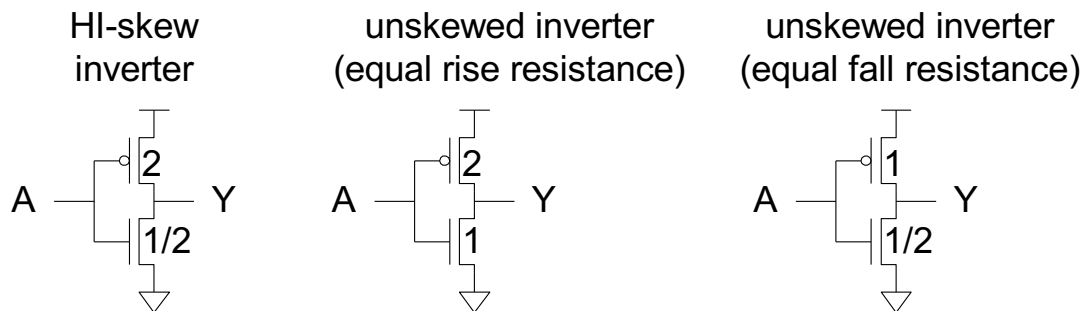 HI-skew
inverter
unskewed inverter
(equal rise resistance)
unskewed inverter
(equal fall resistance)
2
A
Y
1/2
2
A
Y
1
1
A
Y
1/2